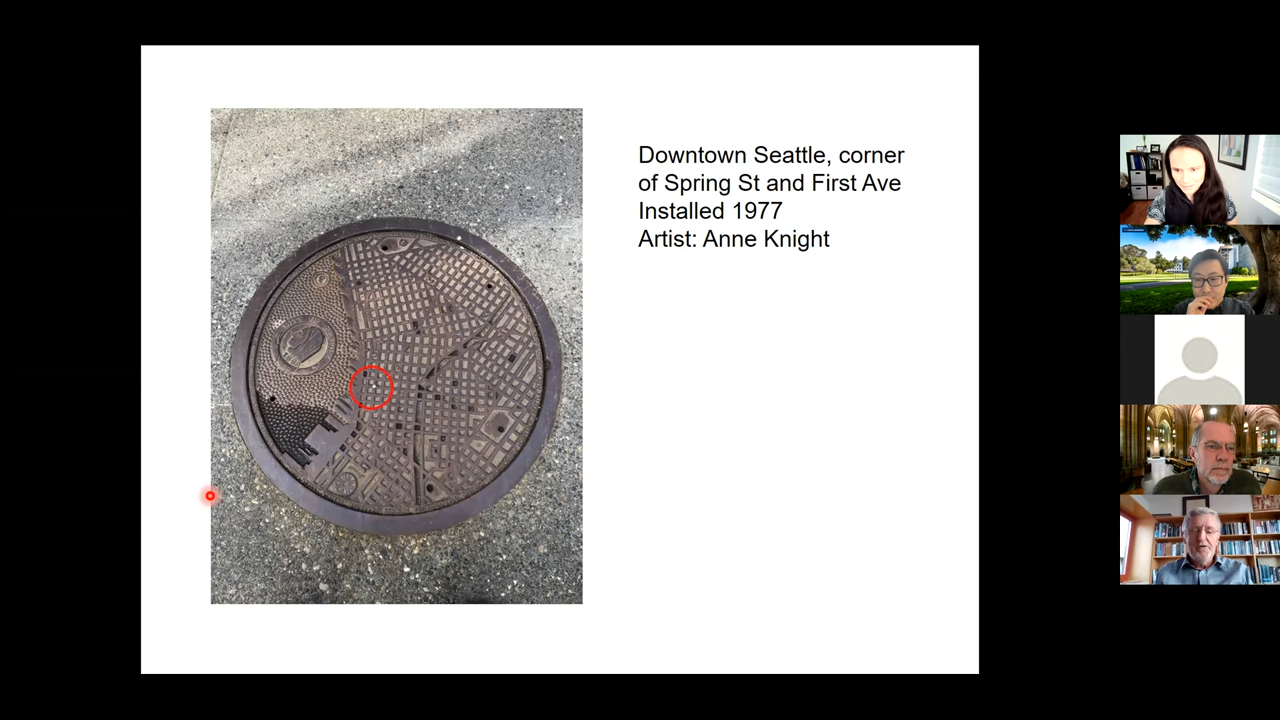 Downtown Seattle, corner
of Spring St and First Ave
Installed 1977
Artist: Anne Knight